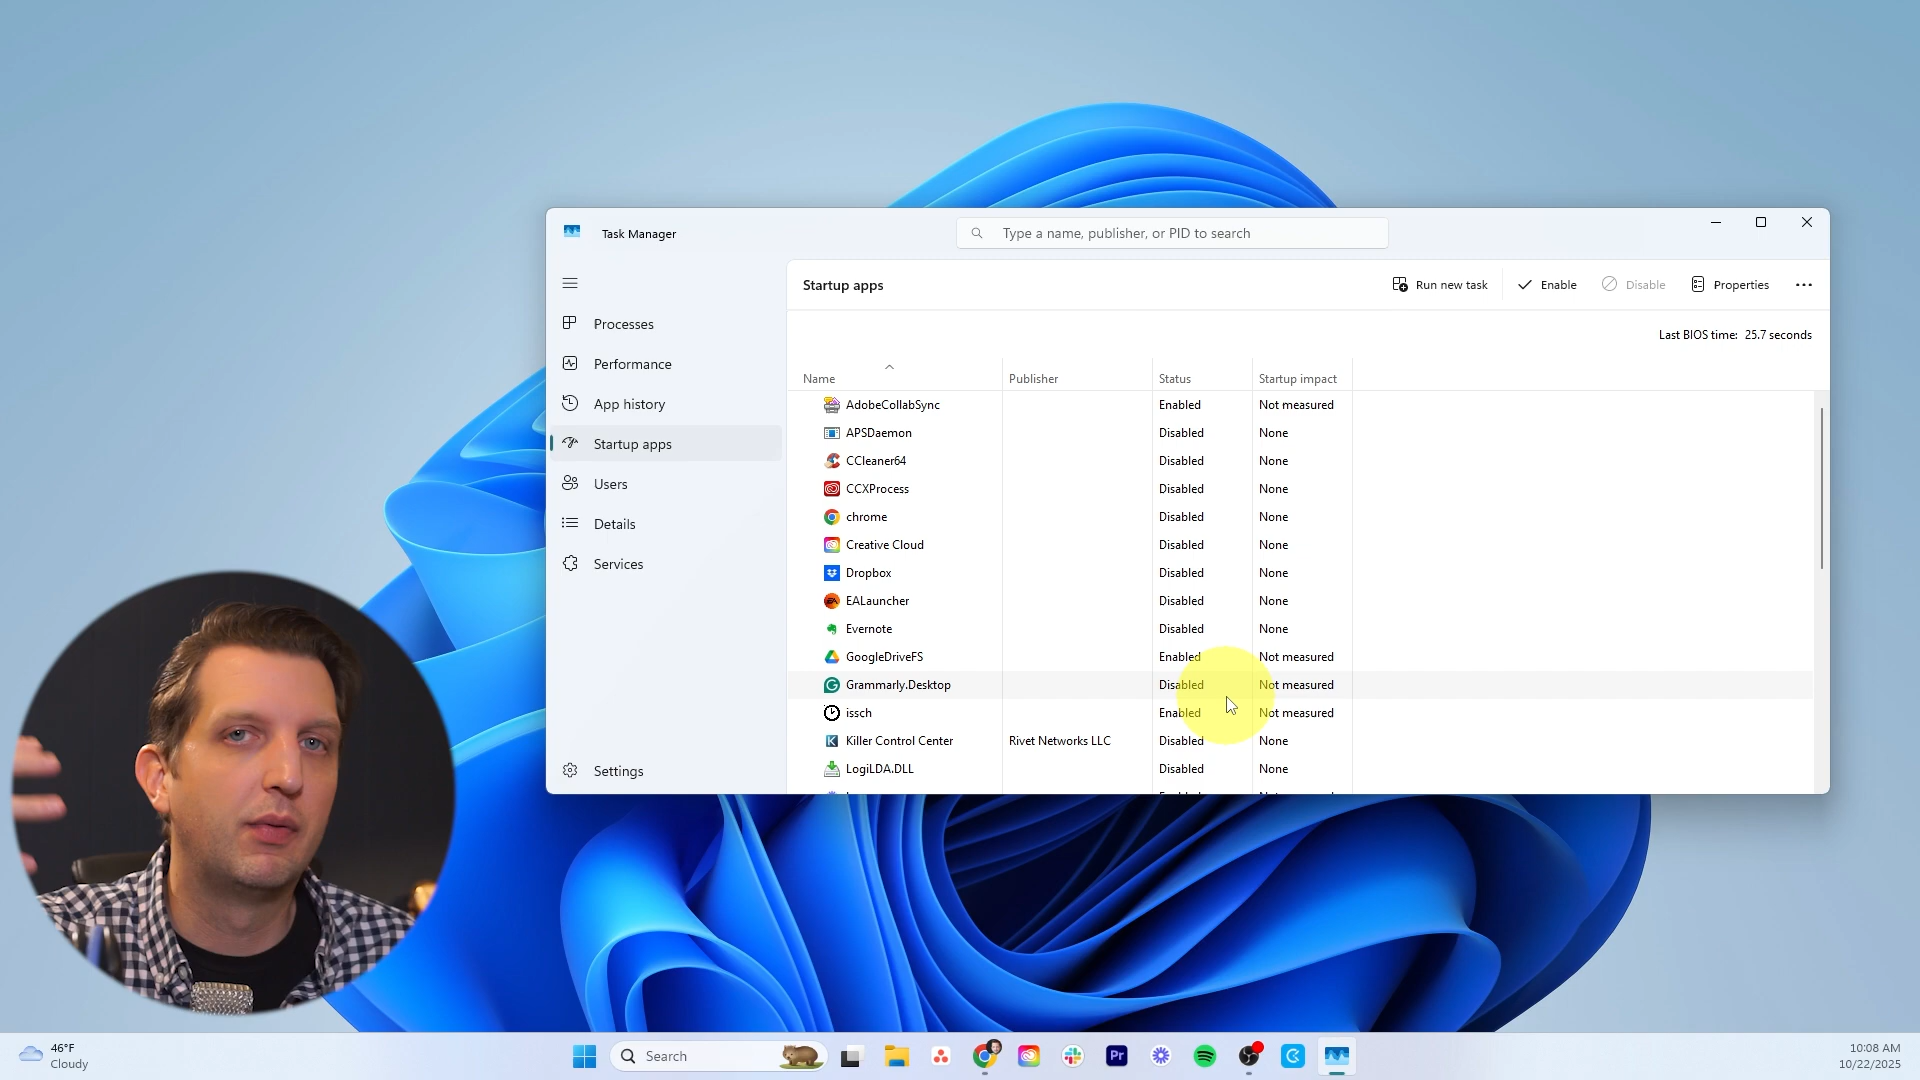 Task Manager
Type a name, publisher, or PID to search
Startup apps
Run new task
Enable
Disable
Properties
Last BIOS time: 25.7 seconds
Processes
Performance
App history
Startup apps
Users
Details
Services
Settings
Name Publisher Status Startup impact
AdobeCollabSync Enabled Not measured
APSDaemon Disabled None
CCleaner64 Disabled None
CCXProcess Disabled None
chrome Disabled None
Creative Cloud Disabled None
Dropbox Disabled None
EALauncher Disabled None
Evernote Disabled None
GoogleDriveFS Enabled Not measured
Grammarly.Desktop Disabled Not measured
issch Enabled Not measured
Killer Control Center Rivet Networks LLC Disabled None
LogiLDA.DLL Disabled None
46°F
Cloudy
Search
Pr
10:08 AM
10/22/2025